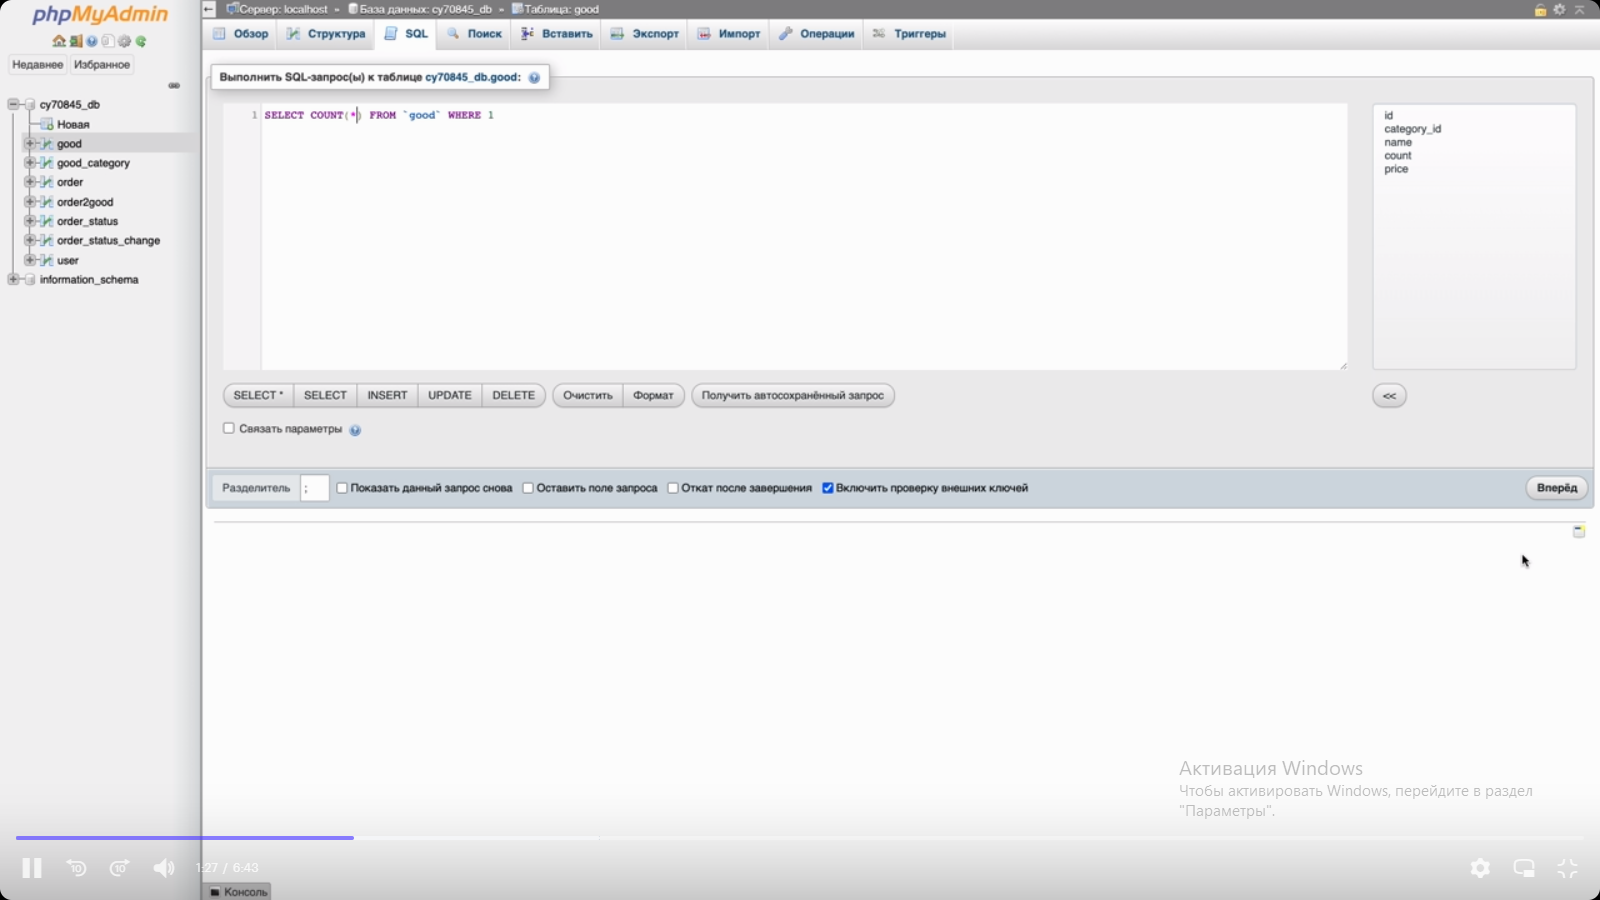 phpMyAdmin
Недавнее Избранное
cy70845_db
Новая
good
good_category
order
order2good
order_status
order_status_change
user
information_schema
Сервер: localhost » База данных: cy70845_db » Таблица: good
Обзор Структура SQL Поиск Вставить Экспорт Импорт Операции Триггеры
Выполнить SQL-запрос(ы) к таблице cy70845_db.good:
1 SELECT COUNT(*) FROM `good` WHERE 1
id
category_id
name
count
price
SELECT * SELECT INSERT UPDATE DELETE Очистить Формат Получить автосохранённый запрос <<
Связать параметры
Разделитель ; Показать данный запрос снова Оставить поле запроса Откат после завершения Включить проверку внешних ключей Вперёд
Активация Windows
Чтобы активировать Windows, перейдите в раздел
"Параметры".
10 10 1:27 / 6:43
Консоль